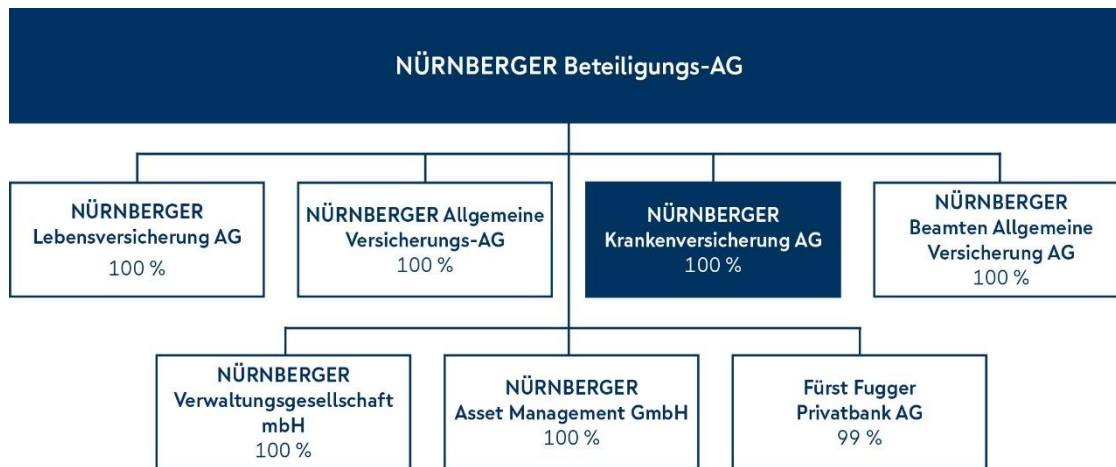 NÜRNBERGER Beteiligungs-AG
NÜRNBERGER
Lebensversicherung AG
100 %
NÜRNBERGER Allgemeine
Versicherungs-AG
100 %
NÜRNBERGER
Krankenversicherung AG
100 %
NÜRNBERGER
Beamten Allgemeine
Versicherung AG
100 %
NÜRNBERGER
Verwaltungsgesellschaft
mbH
100 %
NÜRNBERGER
Asset Management GmbH
100 %
Fürst Fugger
Privatbank AG
99 %